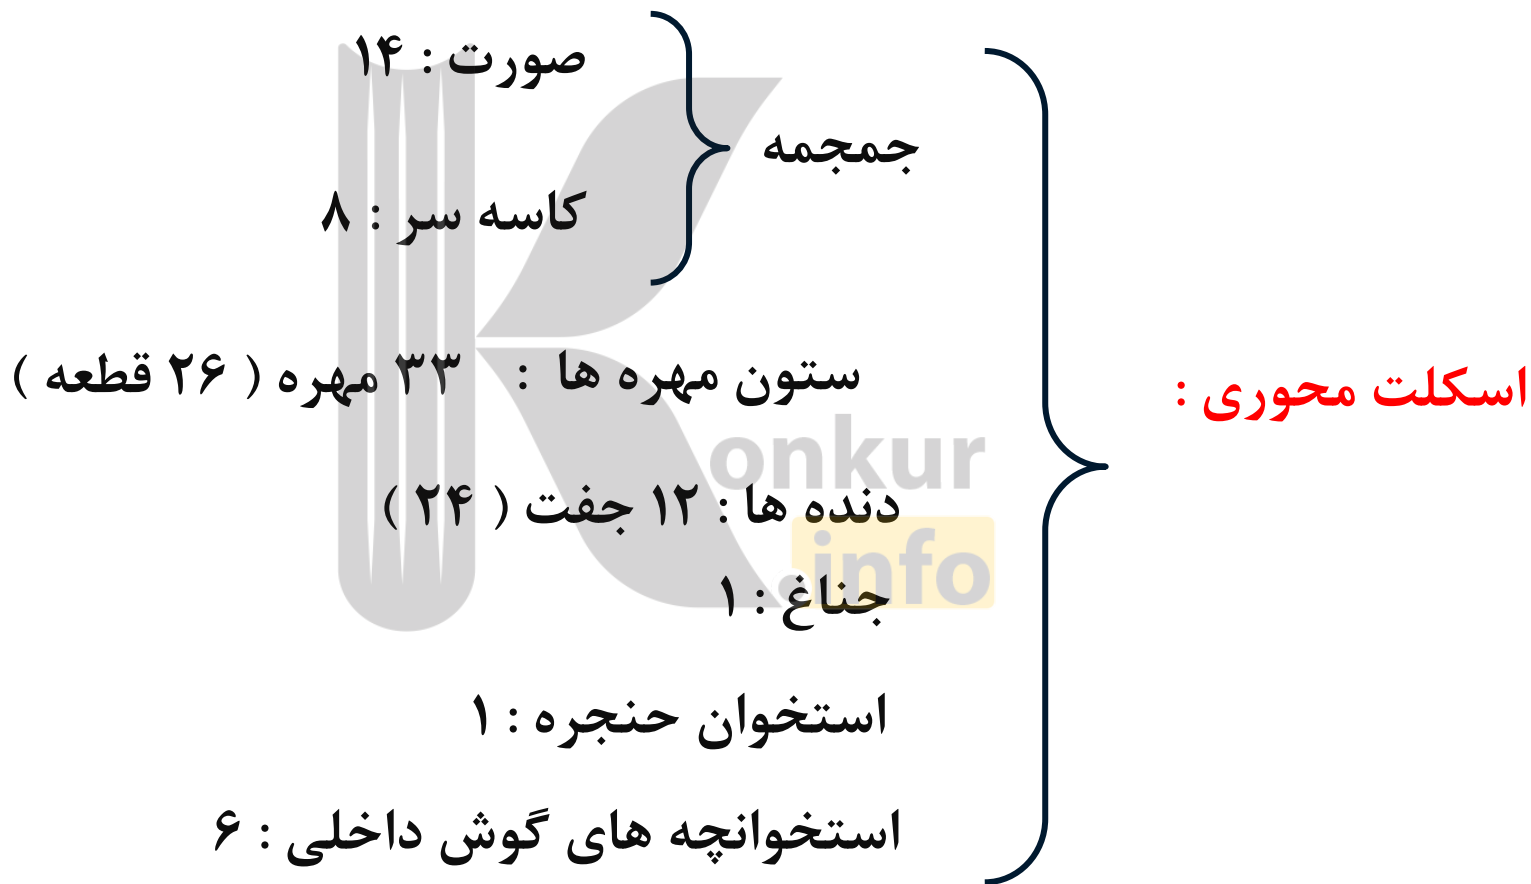 اسکلت محوری :
جمجمه
صورت : ۱۴
کاسه سر : ۸
ستون مهره ها : ۳۳ مهره ( ۲۶ قطعه )
دنده ها : ۱۲ جفت ( ۲۴ )
جناغ : ۱
استخوان حنجره : ۱
استخوانچه های گوش داخلی : ۶
Konkur
.info